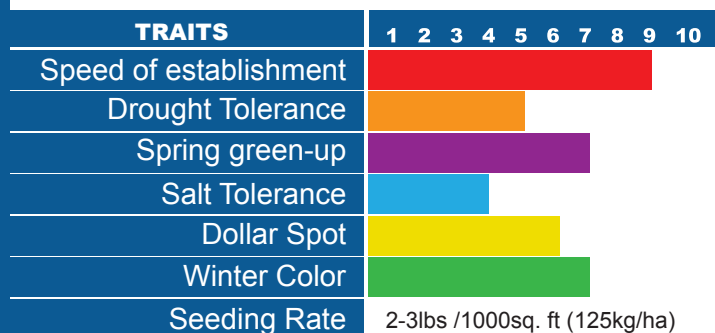 TRAITS 1 2 3 4 5 6 7 8 9 10
Speed of establishment
Drought Tolerance
Spring green-up
Salt Tolerance
Dollar Spot
Winter Color
Seeding Rate 2-3lbs /1000sq. ft (125kg/ha)